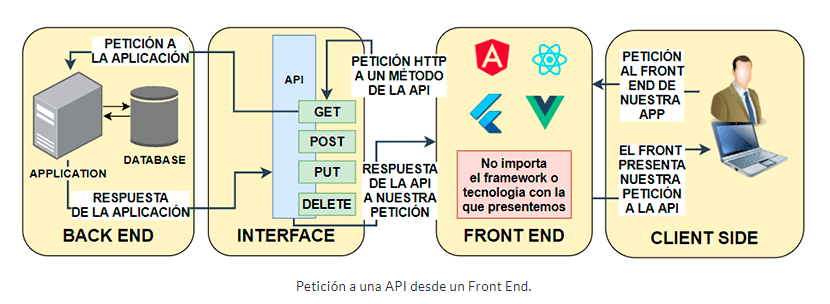 PETICIÓN A
LA APLICACIÓN
APPLICATION
DATABASE
RESPUESTA
DE LA APLICACIÓN
BACK END
API
GET
POST
PUT
DELETE
INTERFACE
PETICIÓN HTTP
A UN MÉTODO
DE LA API
RESPUESTA
DE LA API
A NUESTRA
PETICIÓN
No importa
el framework o
tecnología con la
que presentemos
FRONT END
PETICIÓN
AL FRONT
END DE
NUESTRA
APP
EL FRONT
PRESENTA
NUESTRA
PETICIÓN
A LA API
CLIENT SIDE
Petición a una API desde un Front End.